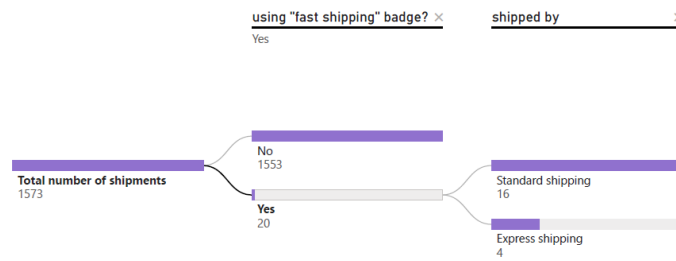 using "fast shipping" badge?
Yes
shipped by
No
1553
Total number of shipments
1573
Yes
20
Standard shipping
16
Express shipping
4